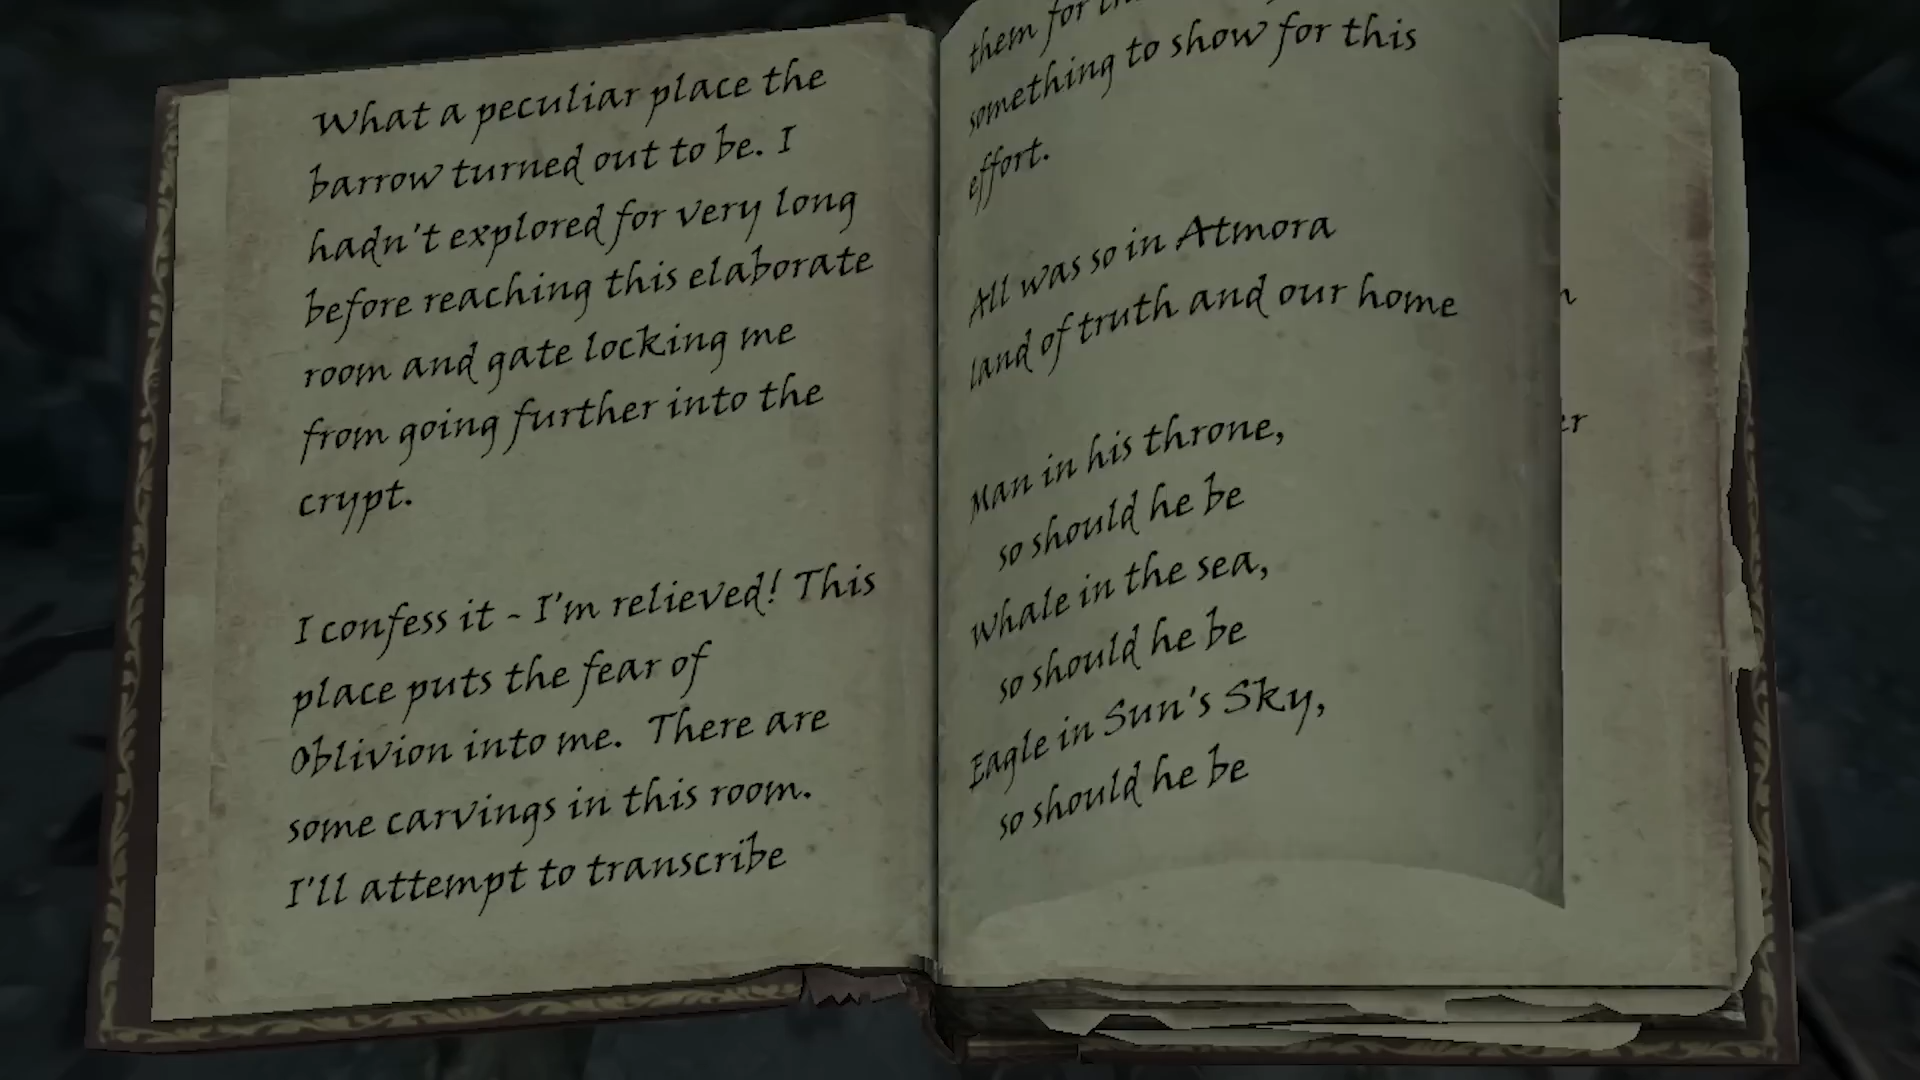 What a peculiar place the
barrow turned out to be. I
hadn't explored for very long
before reaching this elaborate
room and gate locking me
from going further into the
crypt.
I confess it - I'm relieved! This
place puts the fear of
Oblivion into me.  There are
some carvings in this room.
I'll attempt to transcribe
them for
something to show for this
effort.
All was so in Atmora
land of truth and our home
Man in his throne,
so should he be
Whale in the sea,
so should he be
Eagle in Sun's Sky,
so should he be